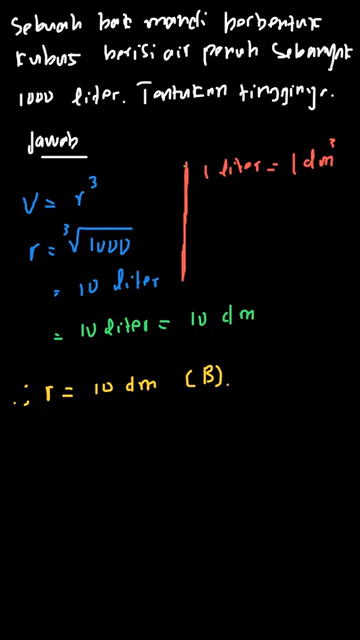 Sebuah bak mandi berbentuk
kubus berisi air penuh sebanyak
1000 liter. Tentukan tingginya.
Jawab
1 liter = 1 dm³
V = r³
r = ³√1000
= 10 liter
= 10 liter = 10 dm
∴ r = 10 dm (B).